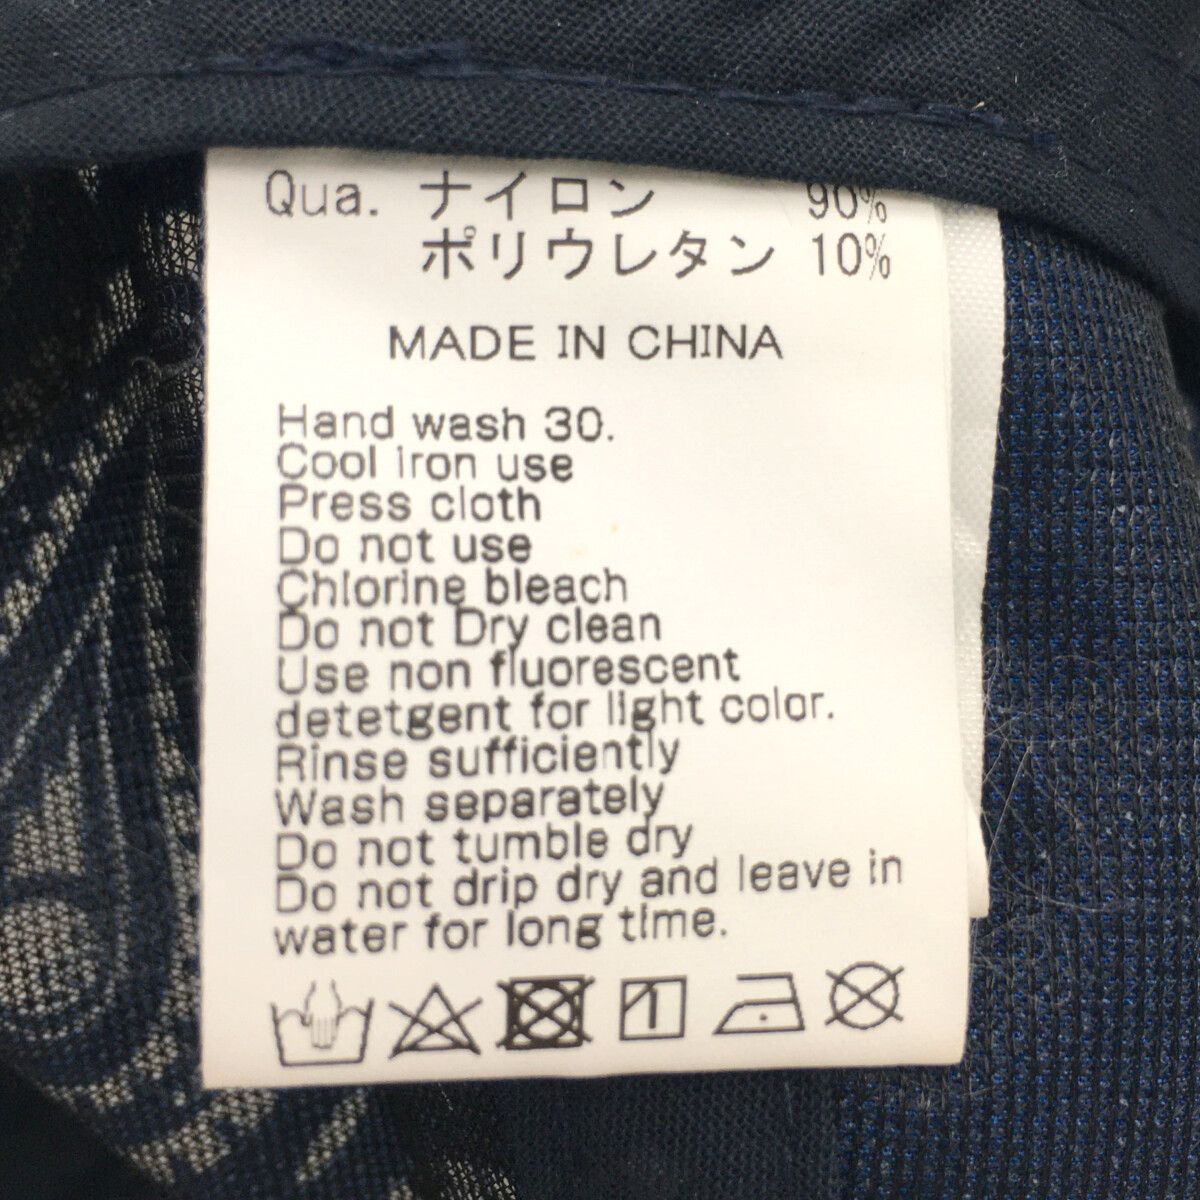 Qua. ナイロン 90%
ポリウレタン 10%
MADE IN CHINA
Hand wash 30.
Cool iron use
Press cloth
Do not use
Chlorine bleach
Do not Dry clean
Use non fluorescent
detetgent for light color.
Rinse sufficiently
Wash separately
Do not tumble dry
Do not drip dry and leave in
water for long time.